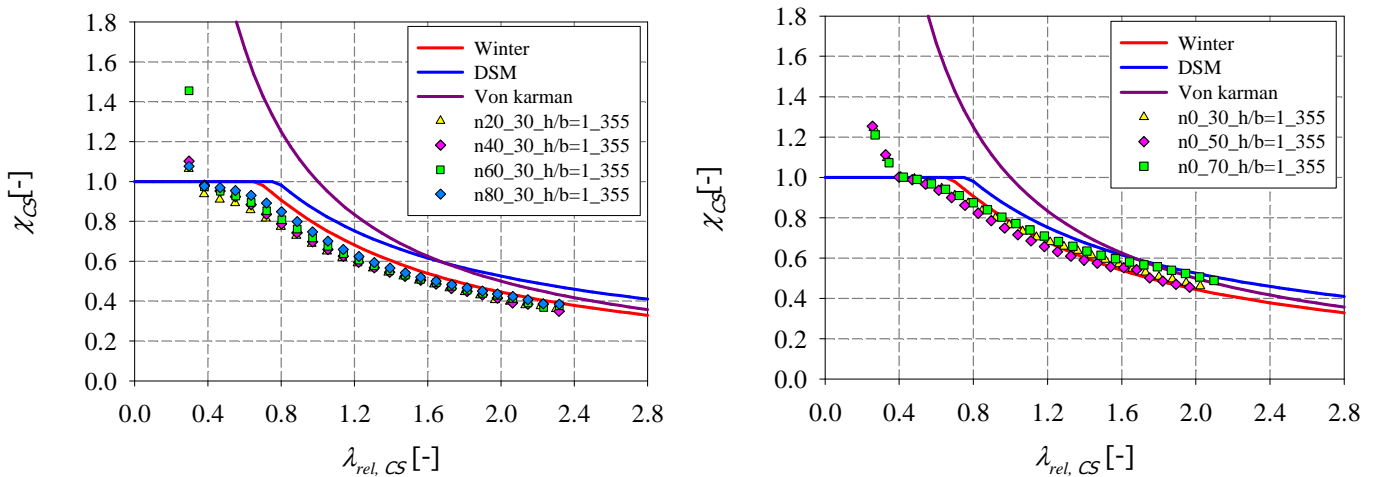 1.8
1.6
1.4
1.2
1.0
0.8
0.6
0.4
0.2
0.0
χCS[-]
Winter
DSM
Von karman
n20_30_h/b=1_355
n40_30_h/b=1_355
n60_30_h/b=1_355
n80_30_h/b=1_355
0.0 0.4 0.8 1.2 1.6 2.0 2.4 2.8
λrel, CS [-]
1.8
1.6
1.4
1.2
1.0
0.8
0.6
0.4
0.2
0.0
χCS[-]
Winter
DSM
Von karman
n0_30_h/b=1_355
n0_50_h/b=1_355
n0_70_h/b=1_355
0.0 0.4 0.8 1.2 1.6 2.0 2.4 2.8
λrel, CS [-]